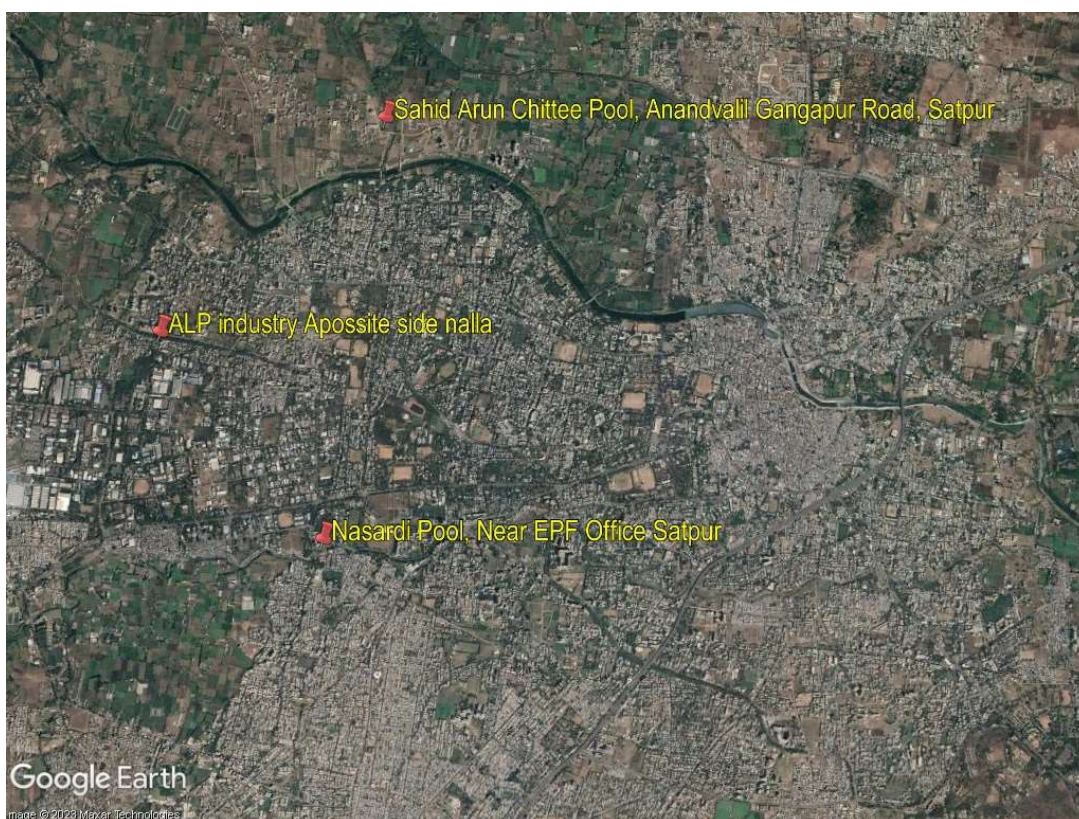 Sahid Arun Chittee Pool, Anandvalil Gangapur Road, Satpur
ALP industry Apossite side nalla
Nasardi Pool, Near EPF Office Satpur
Google Earth
mage © 2023 Maxar Technologies